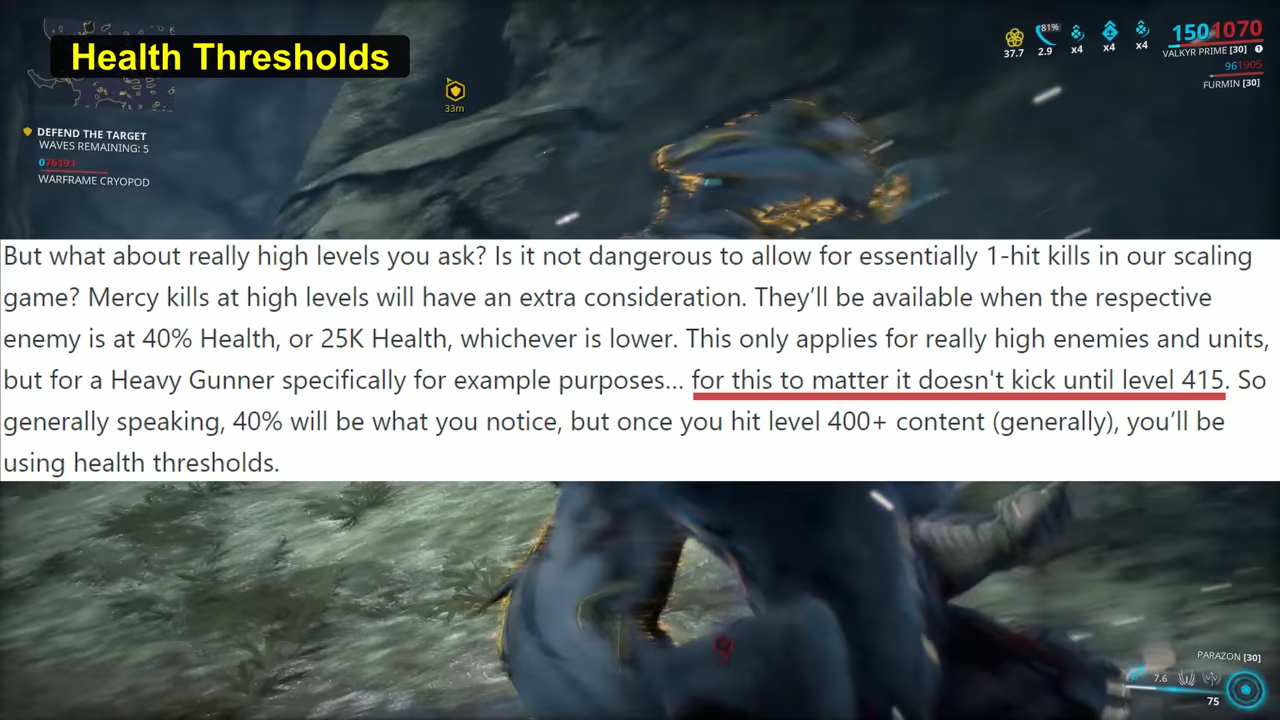 Health Thresholds
81%
37.7
2.9
x4
x4
x4
150/1070
VALKYR PRIME [30]
961905
FURMIN [30]
33m
DEFEND THE TARGET
WAVES REMAINING: 5
076191
WARFRAME CRYOPOD
But what about really high levels you ask? Is it not dangerous to allow for essentially 1-hit kills in our scaling
game? Mercy kills at high levels will have an extra consideration. They’ll be available when the respective
enemy is at 40% Health, or 25K Health, whichever is lower. This only applies for really high enemies and units,
but for a Heavy Gunner specifically for example purposes... for this to matter it doesn't kick until level 415. So
generally speaking, 40% will be what you notice, but once you hit level 400+ content (generally), you’ll be
using health thresholds.
9
PARAZON [30]
7.6
75